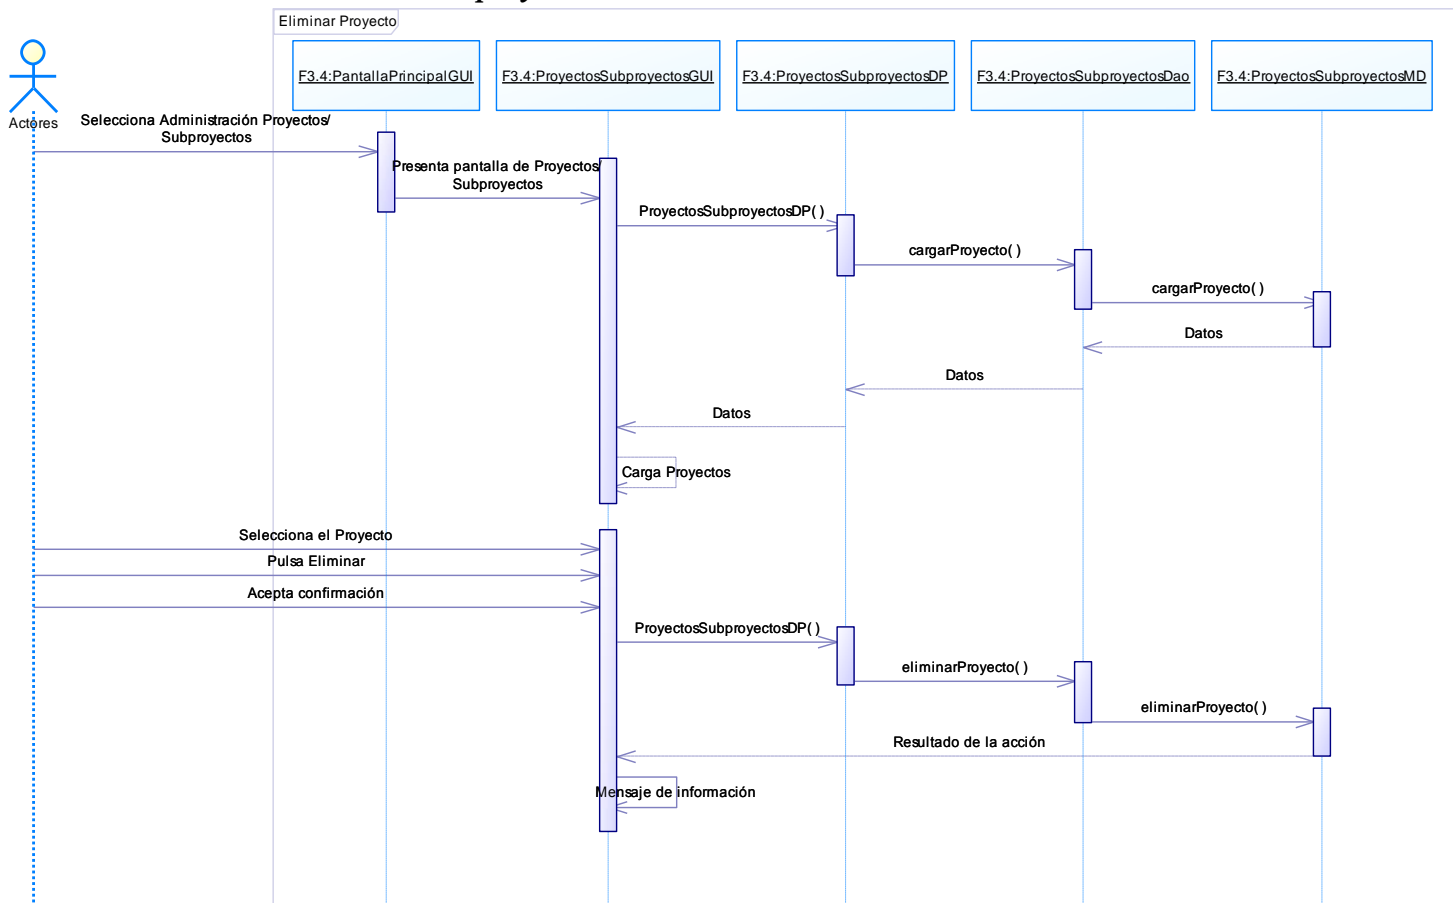 Eliminar Proyecto
F3.4:PantallaPrincipalGUI
F3.4:ProyectosSubproyectosGUI
F3.4:ProyectosSubproyectosDP
F3.4:ProyectosSubproyectosDao
F3.4:ProyectosSubproyectosMD
Actores
Selecciona Administración Proyectos/
Subproyectos
Presenta pantalla de Proyectos/
Subproyectos
ProyectosSubproyectosDP( )
cargarProyecto( )
cargarProyecto( )
Datos
Datos
Datos
Carga Proyectos
Selecciona el Proyecto
Pulsa Eliminar
Acepta confirmación
ProyectosSubproyectosDP( )
eliminarProyecto( )
eliminarProyecto( )
Resultado de la acción
Mensaje de información